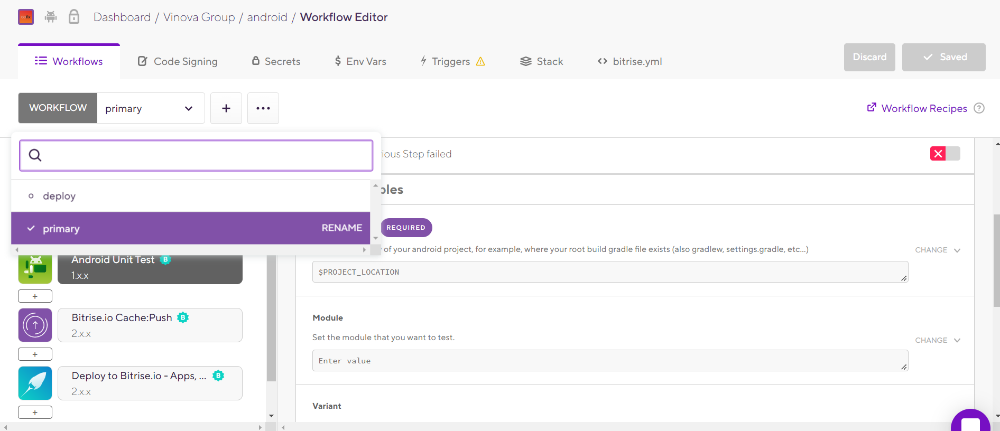 Dashboard / Vinova Group / android / Workflow Editor
Workflows
Code Signing
Secrets
Env Vars
Triggers
Stack
bitrise.yml
Discard
Saved
WORKFLOW
primary
Workflow Recipes
ious Step failed
deploy
primary
RENAME
bles
REQUIRED
y of your android project, for example, where your root build gradle file exists (also gradlew, settings.gradle, etc...)
CHANGE
$PROJECT_LOCATION
Android Unit Test
1.x.x
Bitrise.io Cache:Push
2.x.x
Deploy to Bitrise.io - Apps, ...
2.x.x
Module
Set the module that you want to test.
CHANGE
Enter value
Variant